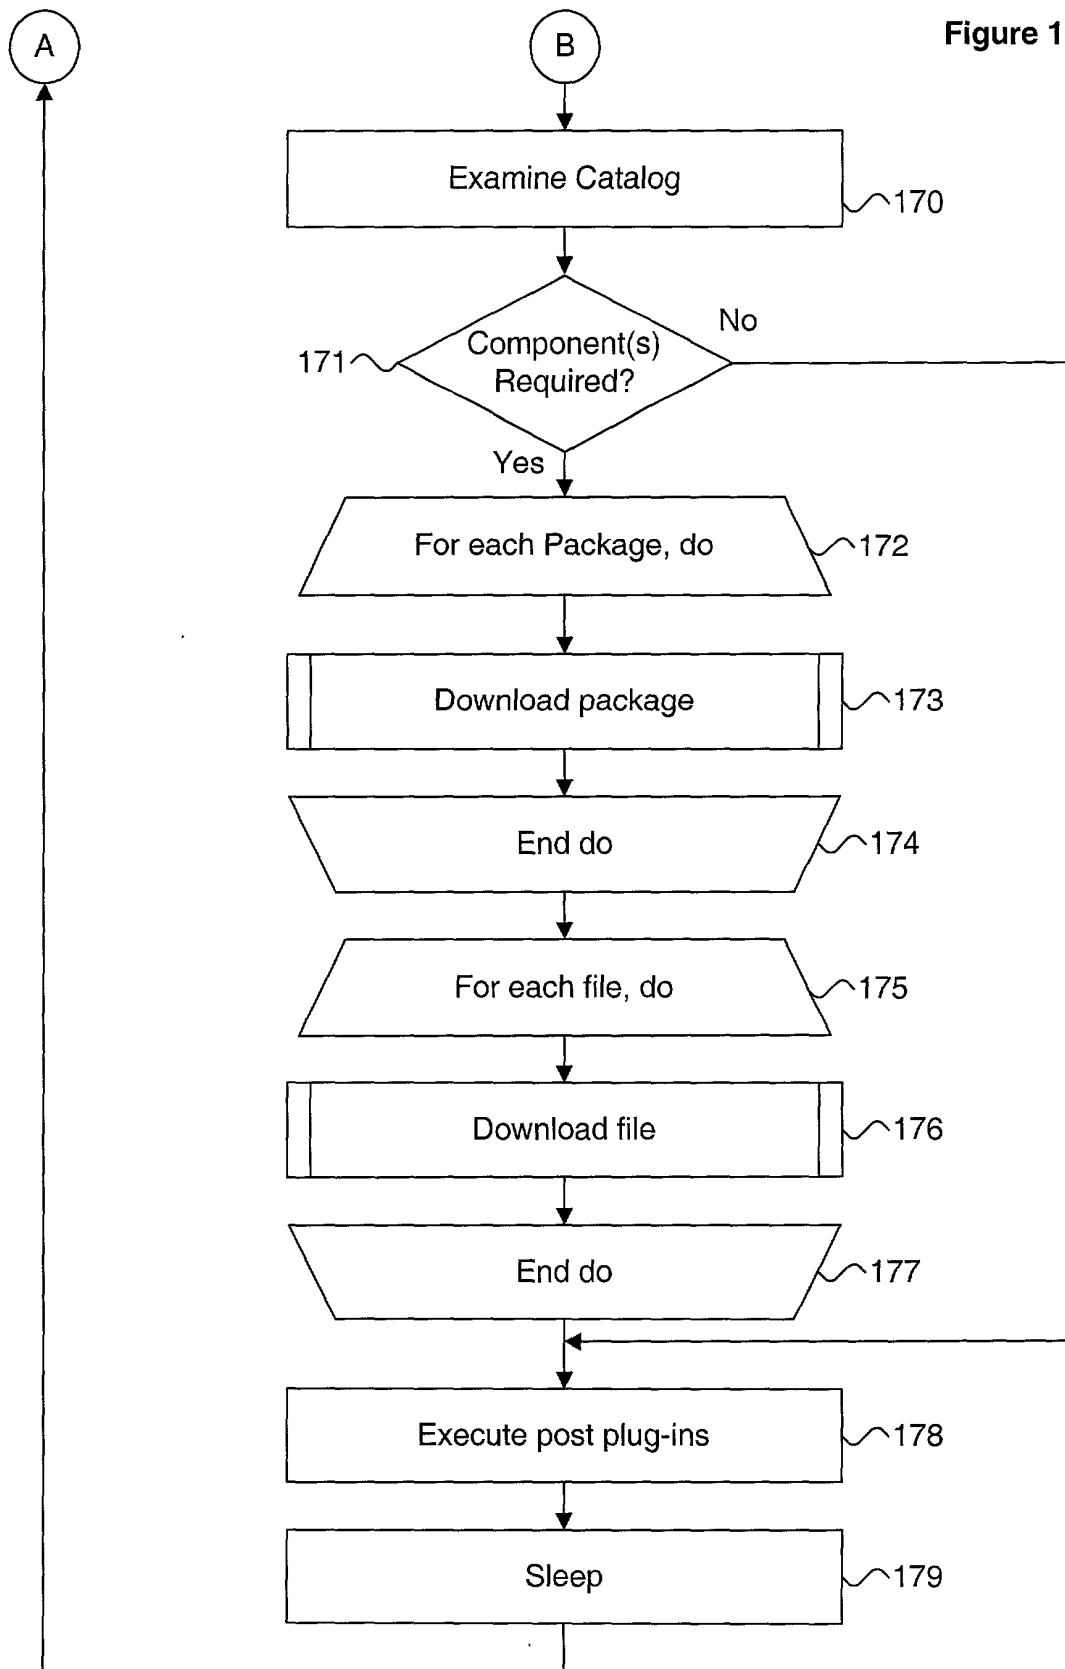 A
B
Figure 1
Examine Catalog
170
No
Component(s)
Required?
171
Yes
For each Package, do
172
Download package
173
End do
174
For each file, do
175
Download file
176
End do
177
Execute post plug-ins
178
Sleep
179